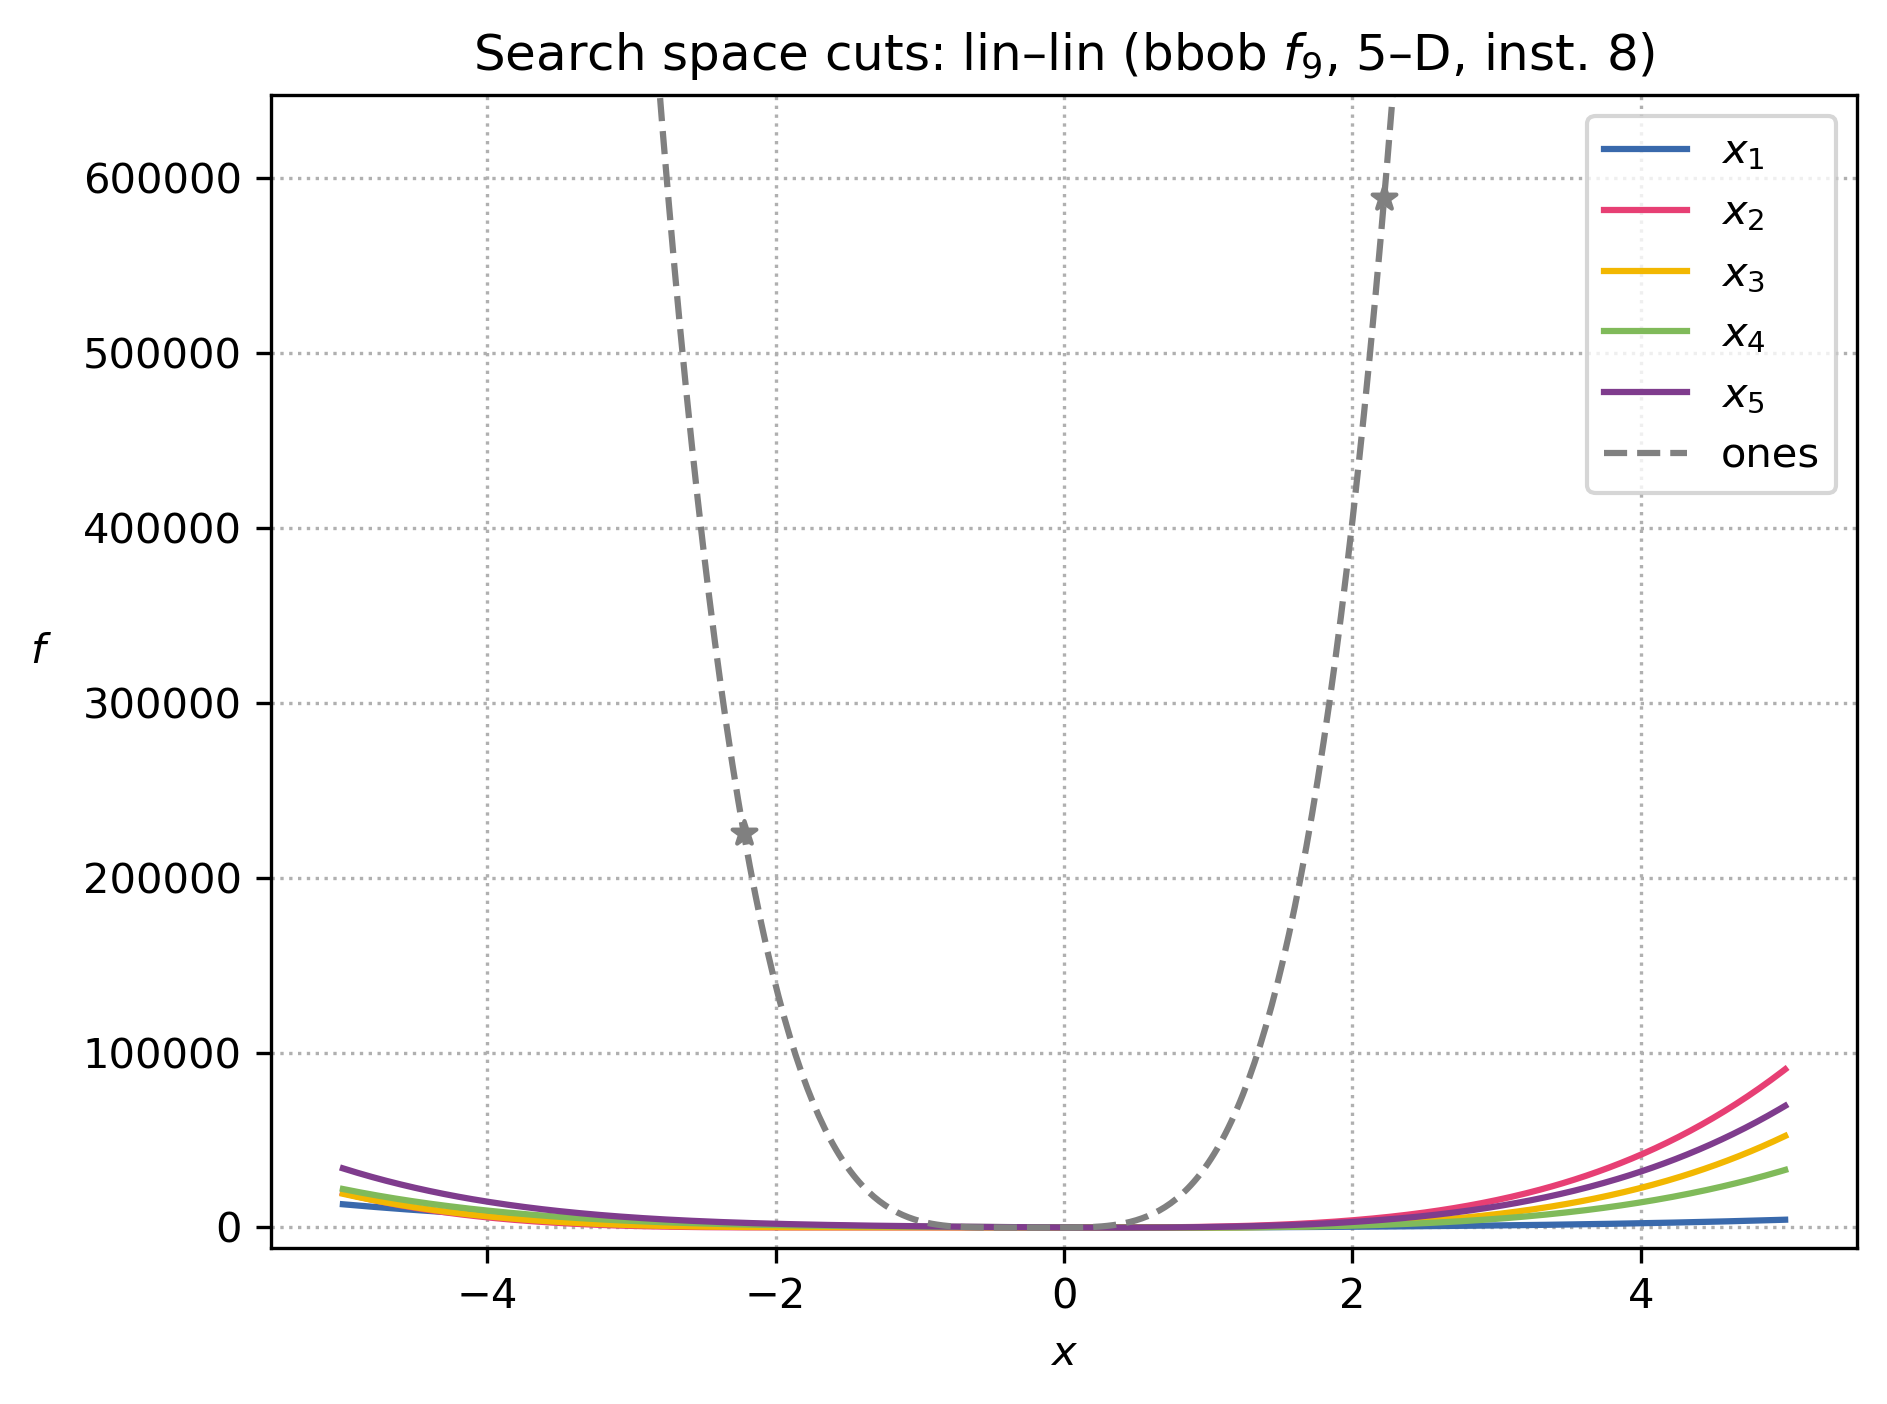 Search space cuts: lin–lin (bbob f₉, 5–D, inst. 8)
600000
500000
400000
300000
200000
100000
0
f
−4
−2
0
2
4
x
x₁
x₂
x₃
x₄
x₅
ones